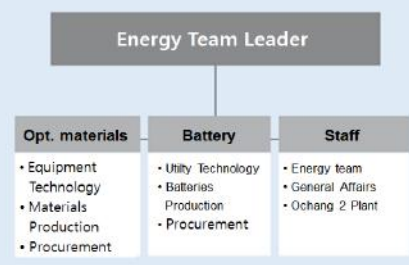 Energy Team Leader
Opt. materials
• Equipment
Technology
• Materials
Production
• Procurement
Battery
• Utilty Technology
• Batteries
Production
• Procurement
Staff
• Energy team
• General Affairs
• Ochang 2 Plant